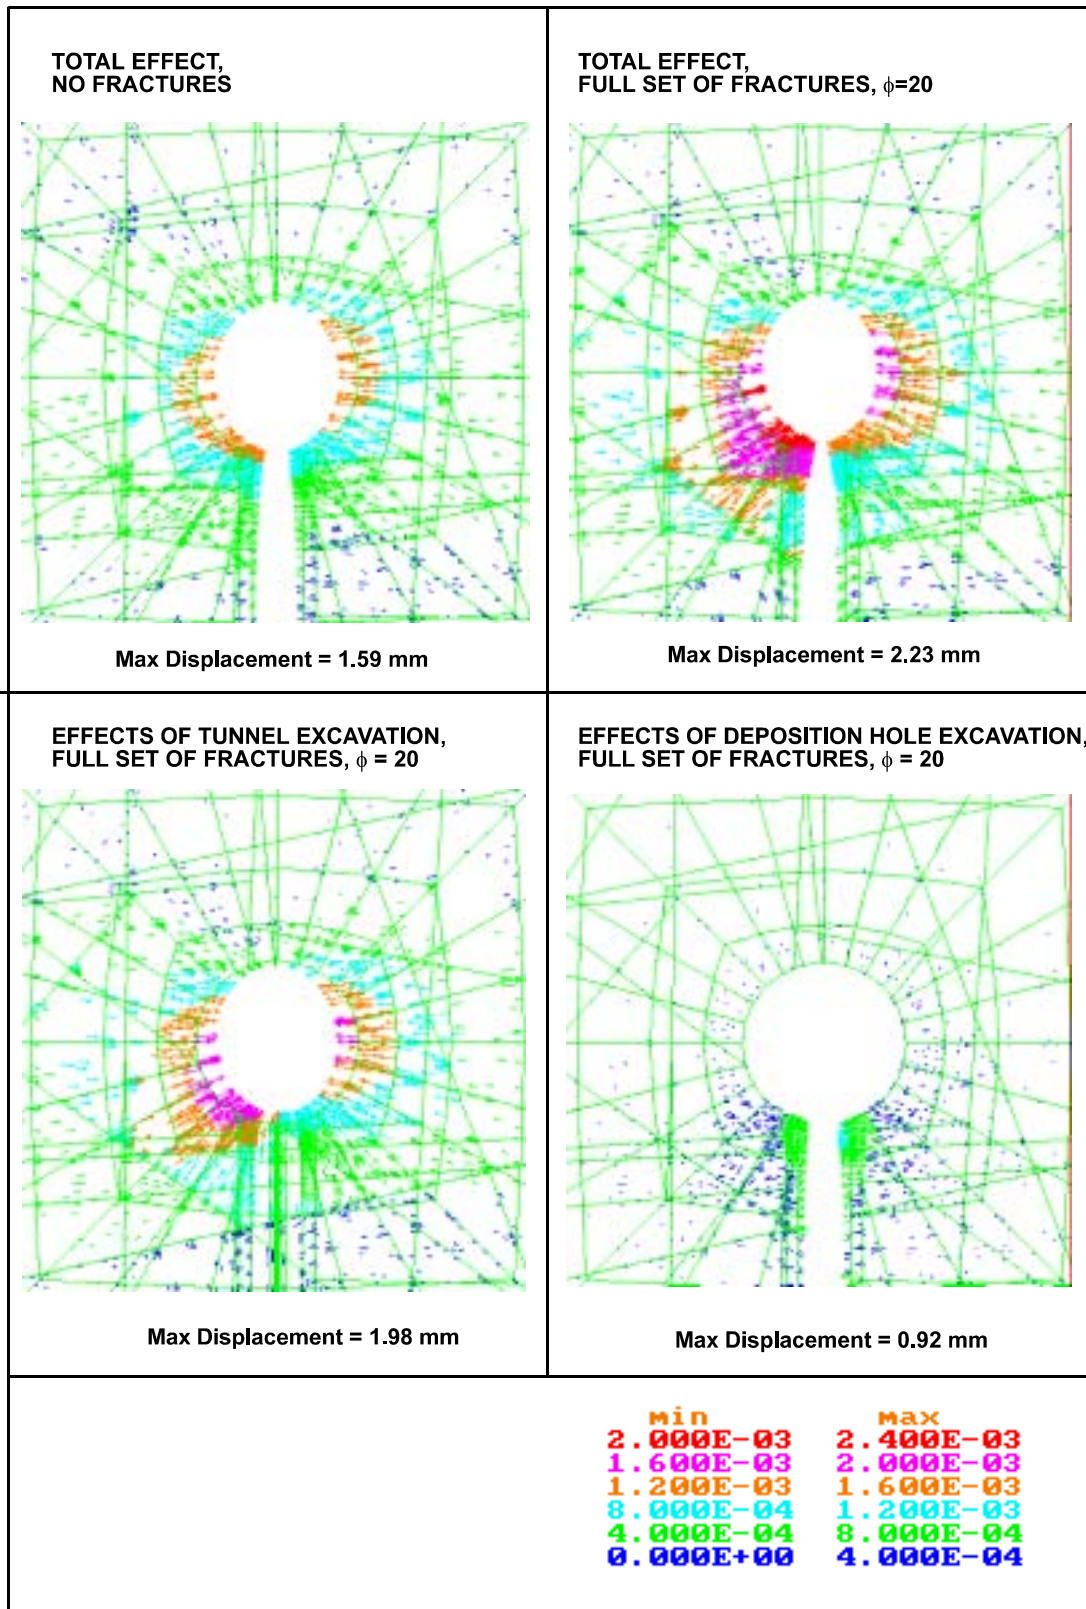 TOTAL EFFECT,
NO FRACTURES
TOTAL EFFECT,
FULL SET OF FRACTURES, ϕ=20
Max Displacement = 1.59 mm
Max Displacement = 2.23 mm
EFFECTS OF TUNNEL EXCAVATION,
FULL SET OF FRACTURES, ϕ = 20
EFFECTS OF DEPOSITION HOLE EXCAVATION,
FULL SET OF FRACTURES, ϕ = 20
Max Displacement = 1.98 mm
Max Displacement = 0.92 mm
min max
2.000E-03 2.400E-03
1.600E-03 2.000E-03
1.200E-03 1.600E-03
8.000E-04 1.200E-03
4.000E-04 8.000E-04
0.000E+00 4.000E-04